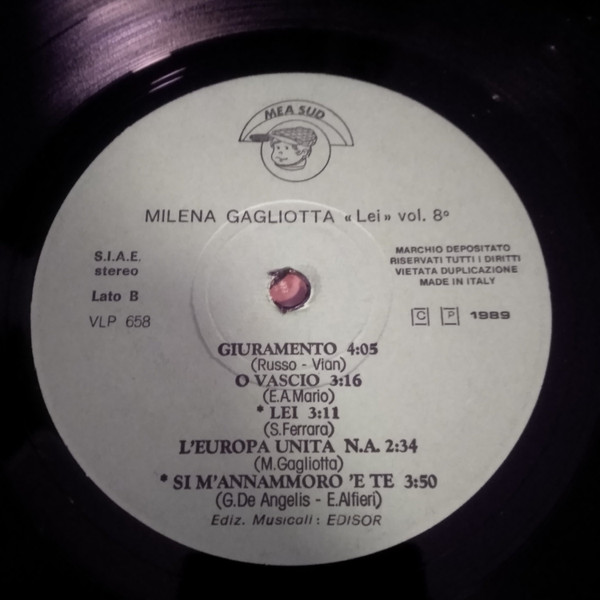 MEA SUD
MILENA GAGLIOTTA «Lei» vol. 8°
S.I.A.E.
stereo
Lato B
VLP 658
MARCHIO DEPOSITATO
RISERVATI TUTTI I DIRITTI
VIETATA DUPLICAZIONE
MADE IN ITALY
C P 1989
GIURAMENTO 4:05
(Russo - Vian)
O VASCIO 3:16
(E.A.Mario)
* LEI 3:11
(S.Ferrara)
L'EUROPA UNITA N.A. 2:34
(M.Gagliotta)
* SI M'ANNAMMORO 'E TE 3:50
(G.De Angelis - E.Alfieri)
Ediz. Musicali: EDISOR